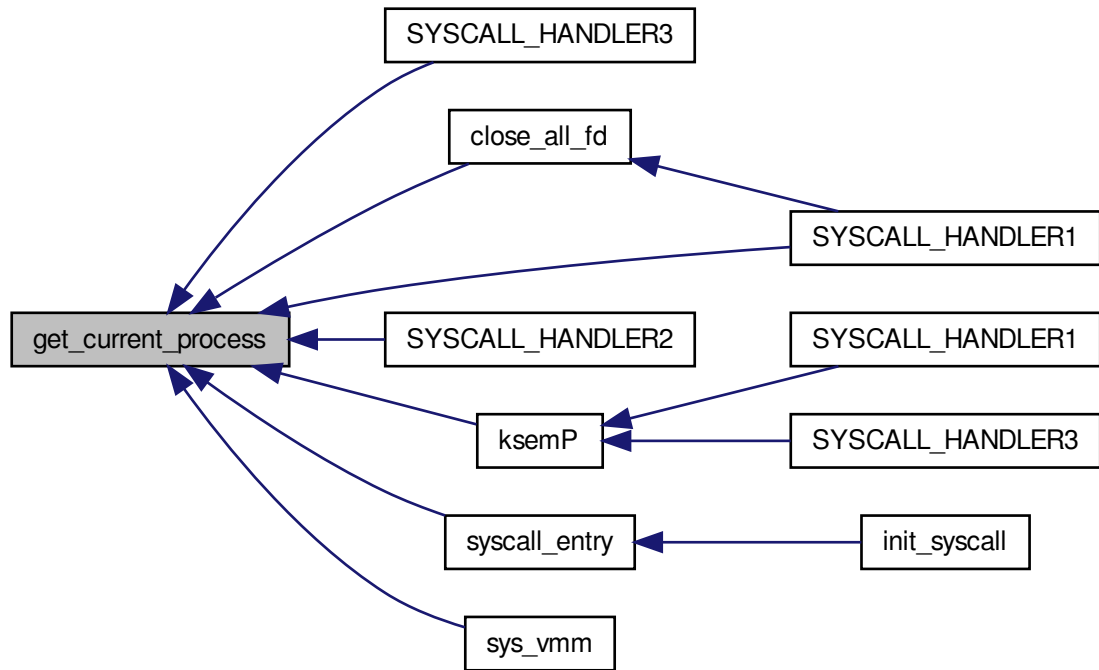 SYSCALL_HANDLER3
close_all_fd
SYSCALL_HANDLER1
get_current_process
SYSCALL_HANDLER2
SYSCALL_HANDLER1
ksemP
SYSCALL_HANDLER3
syscall_entry
init_syscall
sys_vmm